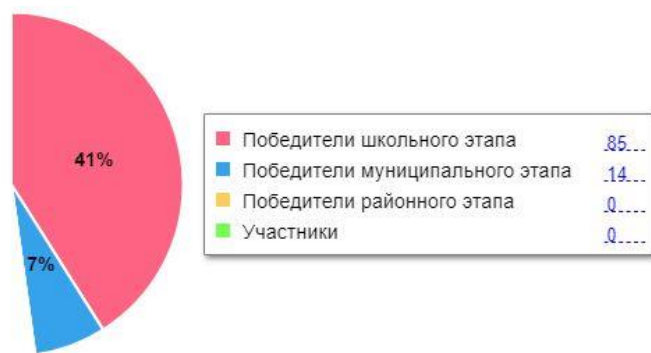 41%
7%
Победители школьного этапа 85
Победители муниципального этапа 14
Победители районного этапа 0
Участники 0